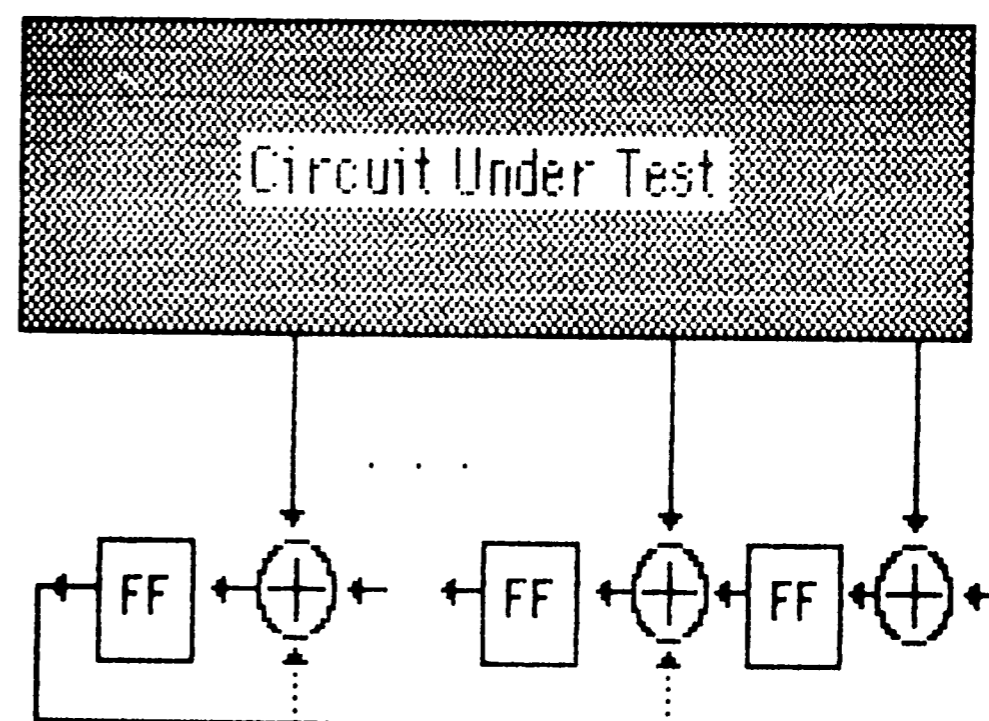 Circuit Under Test
. . .
FF FF FF